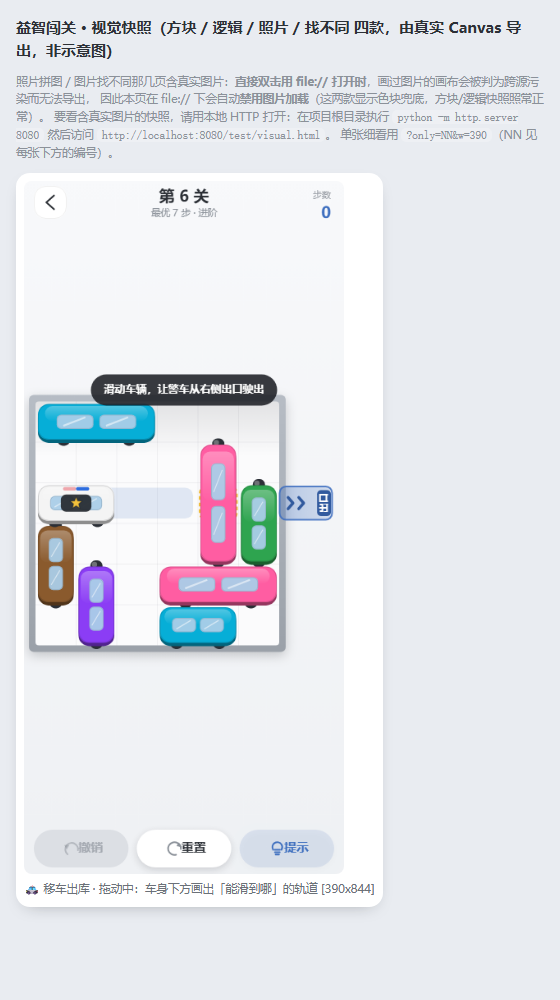 益智闯关 · 视觉快照（方块 / 逻辑 / 照片 / 找不同 四款，由真实 Canvas 导
出，非示意图）
照片拼图 / 图片找不同那几页含真实图片：直接双击用 file:// 打开时，画过图片的画布会被判为跨源污
染而无法导出， 因此本页在 file:// 下会自动禁用图片加载（这两款显示色块兜底，方块/逻辑快照照常正
常）。 要看含真实图片的快照，请用本地 HTTP 打开：在项目根目录执行 python -m http.server
8080 然后访问 http://localhost:8080/test/visual.html 。 单张细看用 ?only=NN&w=390 （NN 见
每张下方的编号）。
第 6 关
最优 7 步 · 进阶
步数
0
滑动车辆，让警车从右侧出口驶出
出口
撤销
重置
提示
移车出库 · 拖动中：车身下方画出「能滑到哪」的轨道 [390x844]